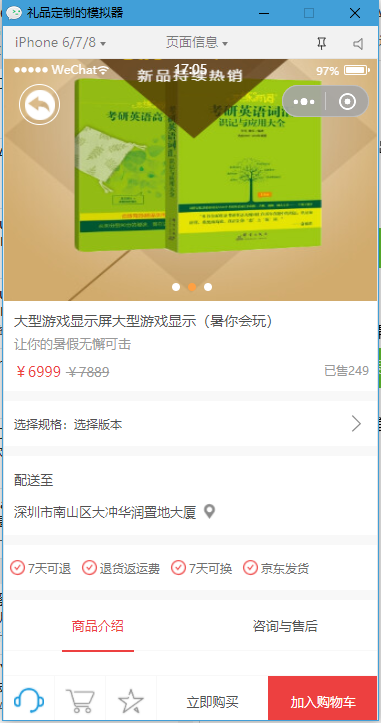 礼品定制的模拟器
iPhone 6/7/8 页面信息
WeChat 17:05 97%
新品持续热销
考研英语高
考研英语词汇
识记与应用大全
大型游戏显示屏大型游戏显示（暑你会玩）
让你的暑假无懈可击
￥6999 ￥7889 已售249
选择规格：选择版本
配送至
深圳市南山区大冲华润置地大厦
7天可退 退货返运费 7天可换 京东发货
商品介绍 咨询与售后
立即购买 加入购物车